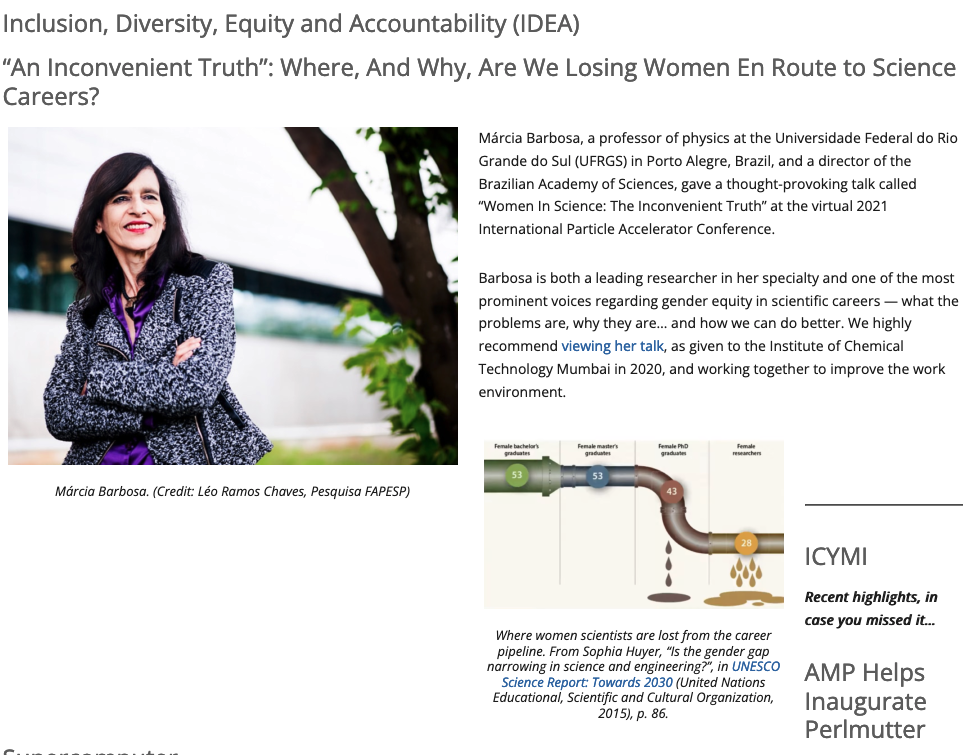 Inclusion, Diversity, Equity and Accountability (IDEA)
“An Inconvenient Truth”: Where, And Why, Are We Losing Women En Route to Science
Careers?
Márcia Barbosa. (Credit: Léo Ramos Chaves, Pesquisa FAPESP)
Márcia Barbosa, a professor of physics at the Universidade Federal do Rio
Grande do Sul (UFRGS) in Porto Alegre, Brazil, and a director of the
Brazilian Academy of Sciences, gave a thought-provoking talk called
“Women In Science: The Inconvenient Truth” at the virtual 2021
International Particle Accelerator Conference.
Barbosa is both a leading researcher in her specialty and one of the most
prominent voices regarding gender equity in scientific careers — what the
problems are, why they are... and how we can do better. We highly
recommend viewing her talk, as given to the Institute of Chemical
Technology Mumbai in 2020, and working together to improve the work
environment.
Female bachelor's
graduates
Female master's
graduates
Female PhD
graduates
Female
researchers
53
53
43
28
Where women scientists are lost from the career
pipeline. From Sophia Huyer, “Is the gender gap
narrowing in science and engineering?”, in UNESCO
Science Report: Towards 2030 (United Nations
Educational, Scientific and Cultural Organization,
2015), p. 86.
ICYMI
Recent highlights, in
case you missed it...
AMP Helps
Inaugurate
Perlmutter